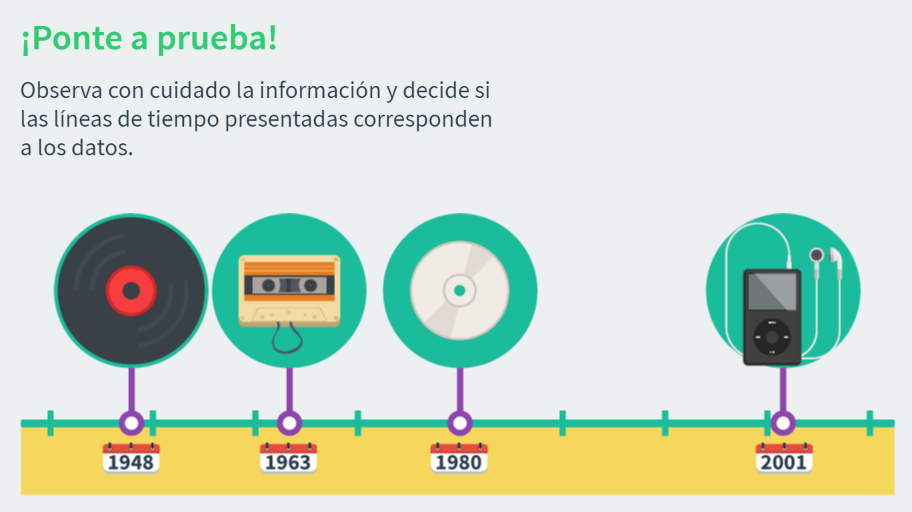 ¡Ponte a prueba!
Observa con cuidado la información y decide si
las líneas de tiempo presentadas corresponden
a los datos.
1948
1963
1980
2001